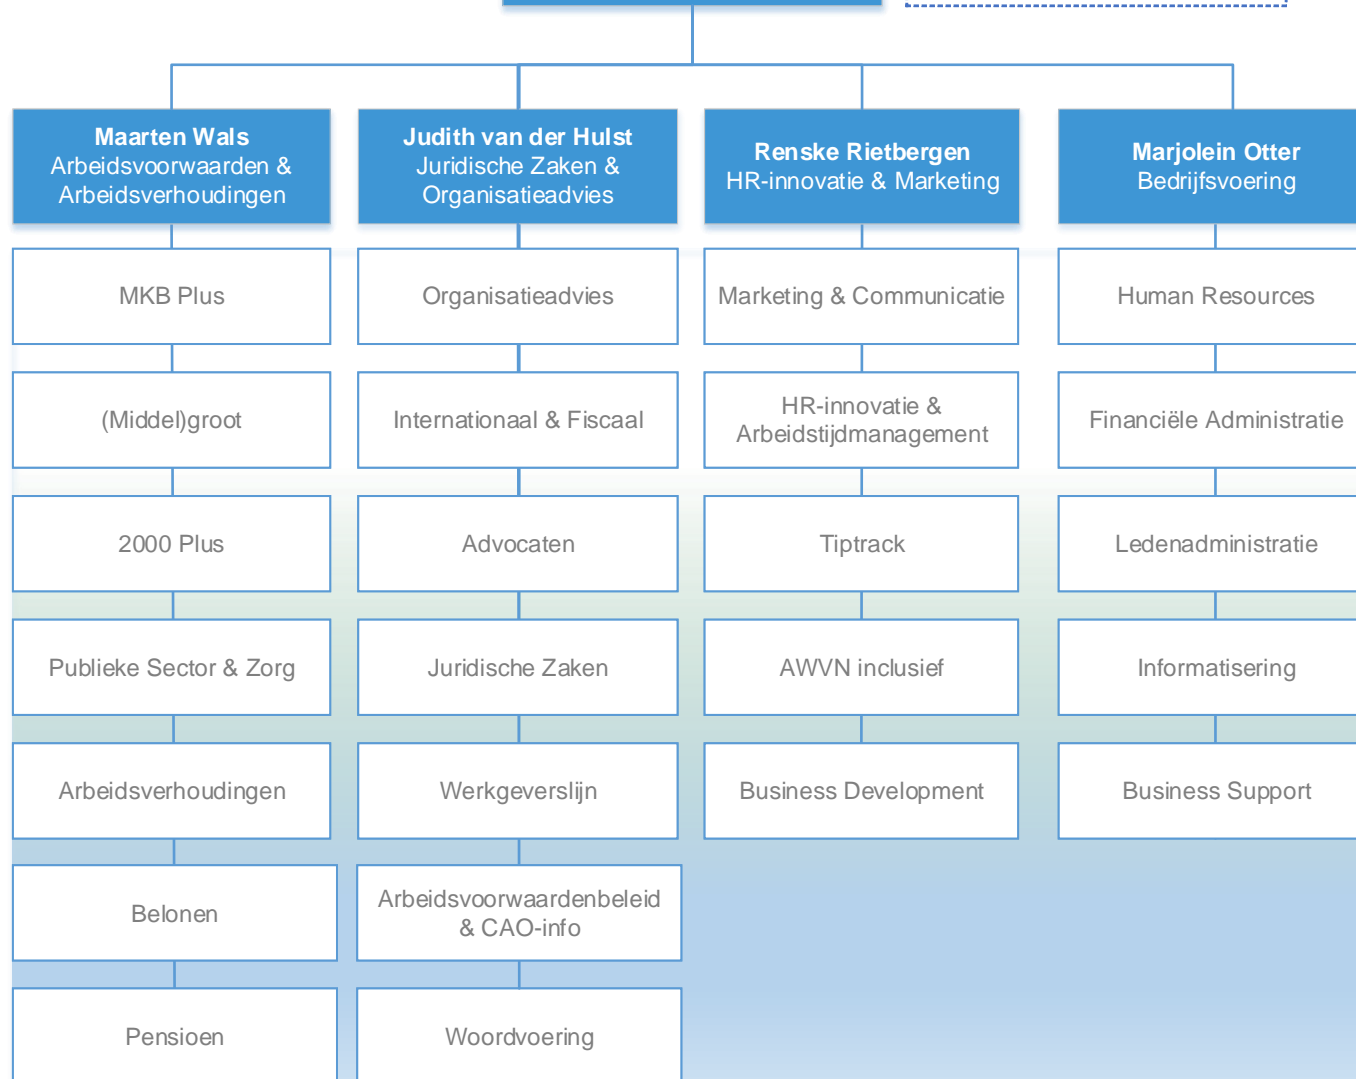 Maarten Wals
Arbeidsvoorwaarden &
Arbeidsverhoudingen
MKB Plus
(Middel)groot
2000 Plus
Publieke Sector & Zorg
Arbeidsverhoudingen
Belonen
Pensioen
Judith van der Hulst
Juridische Zaken &
Organisatieadvies
Organisatieadvies
Internationaal & Fiscaal
Advocaten
Juridische Zaken
Werkgeverslijn
Arbeidsvoorwaardenbeleid
& CAO-info
Woordvoering
Renske Rietbergen
HR-innovatie & Marketing
Marketing & Communicatie
HR-innovatie &
Arbeidstijdmanagement
Tiptrack
AWVN inclusief
Business Development
Marjolein Otter
Bedrijfsvoering
Human Resources
Financiële Administratie
Ledenadministratie
Informatisering
Business Support